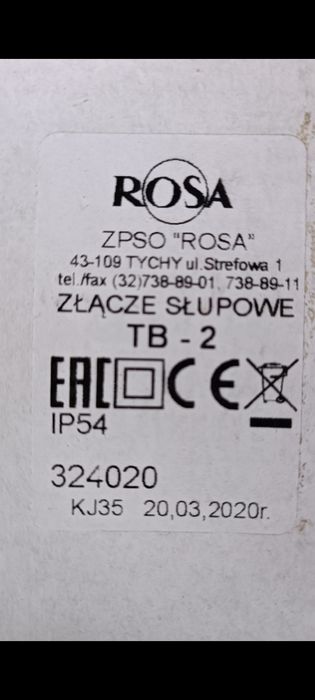 ROSA
ZPSO "ROSA"
43-109 TYCHY ul.Strefowa 1
tel./fax (32)738-89-01, 738-89-11
ZŁĄCZE SŁUPOWE
TB - 2
EAC CE
IP54
324020
KJ35 20,03,2020r.